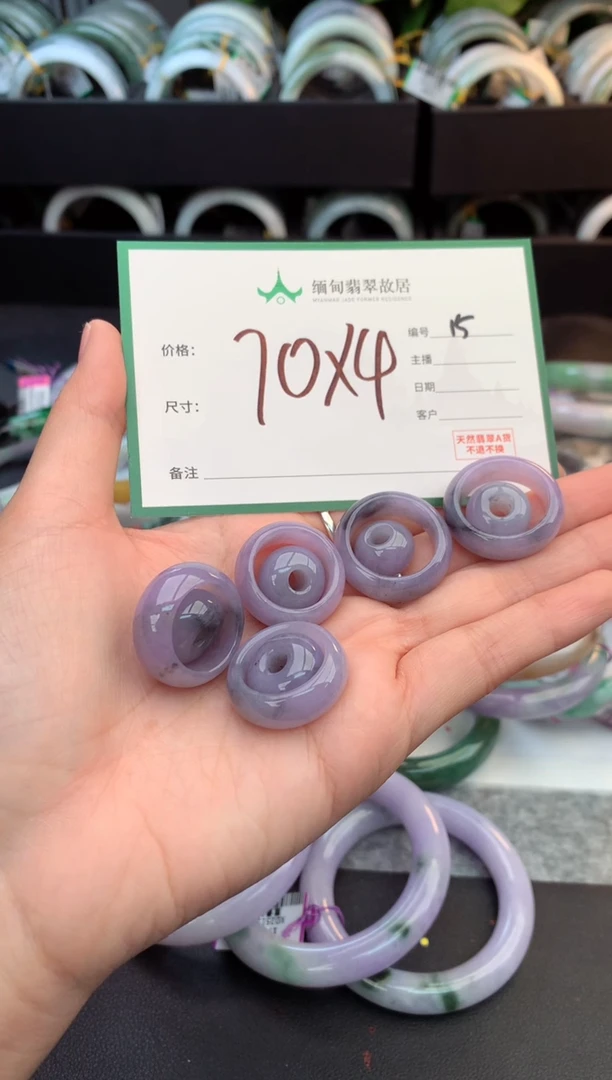 缅甸翡翠故居
MYANMAR JADE FORMER RESIDENCE
价格:
70X4
编号 15
主播
尺寸:
日期
客户
天然翡翠A货
不退不换
备注